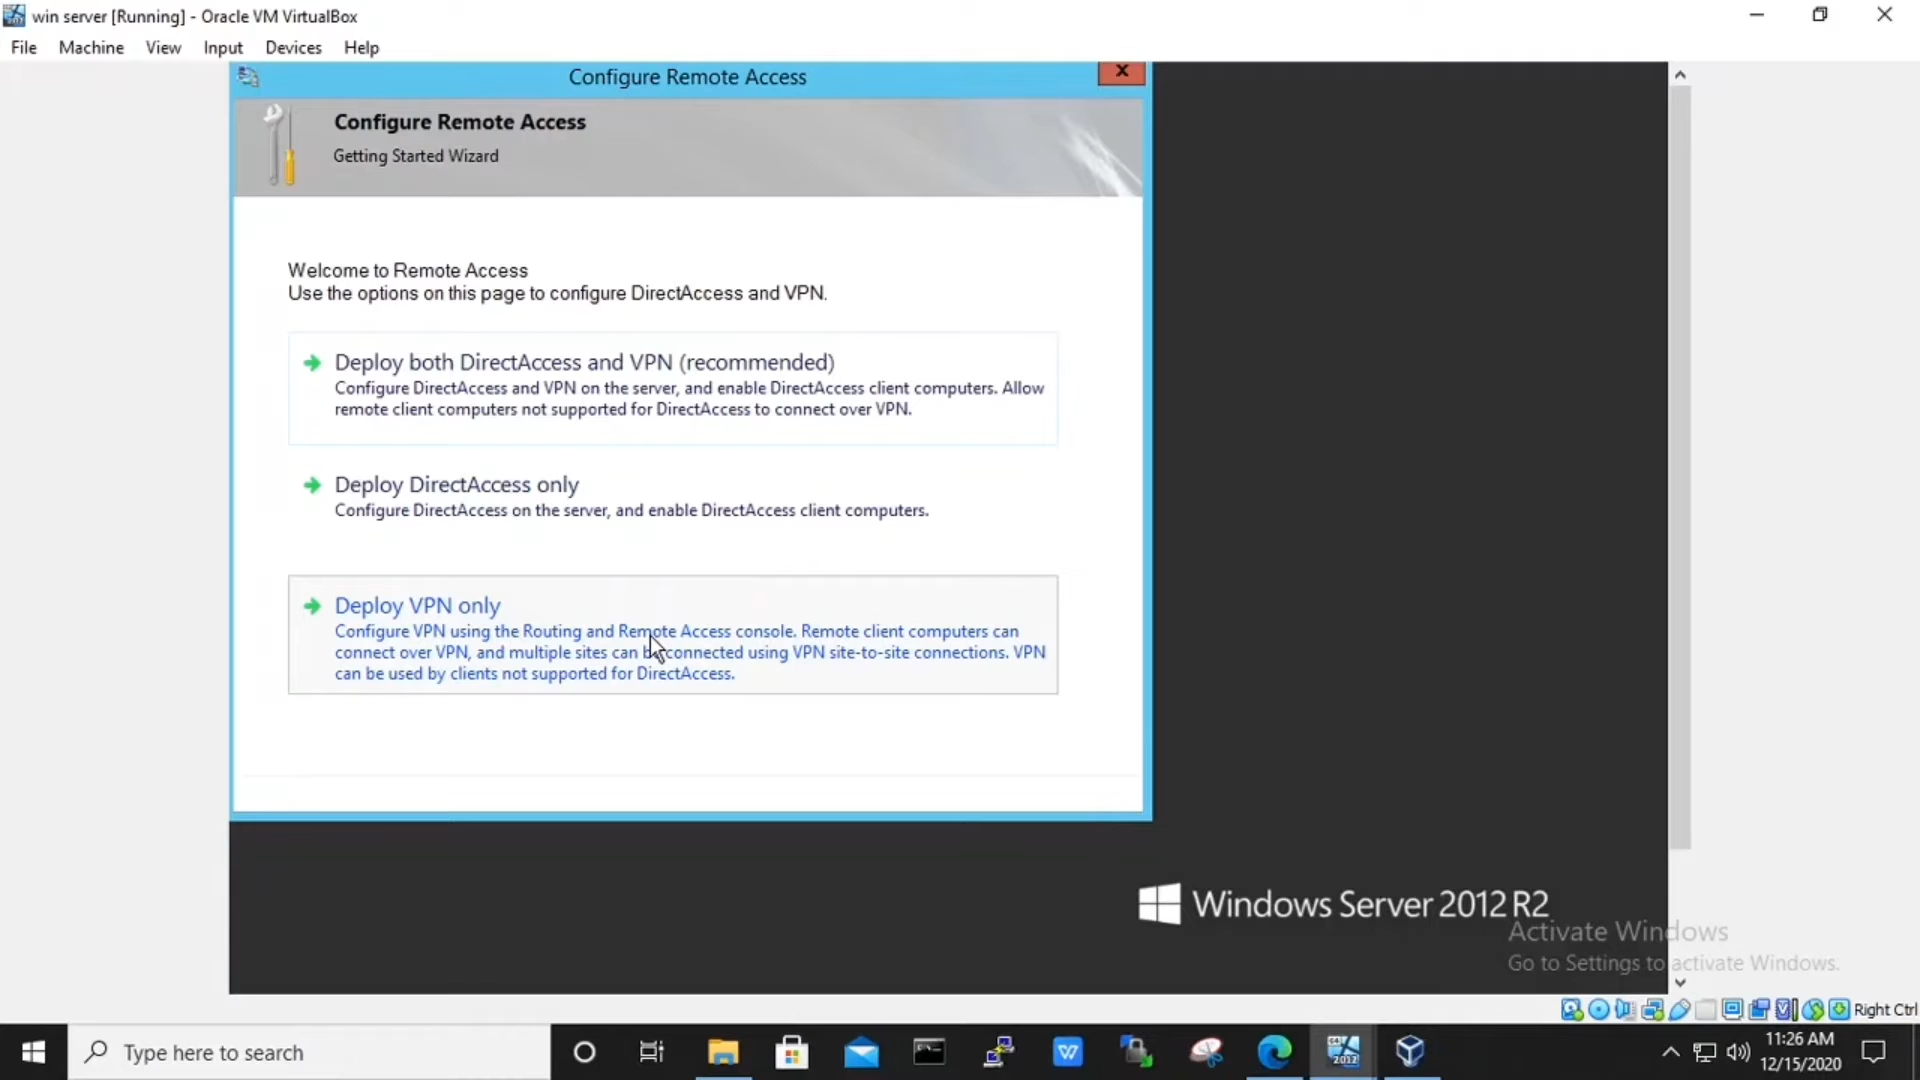 win server [Running] - Oracle VM VirtualBox
File Machine View Input Devices Help
Configure Remote Access
X
Configure Remote Access
Getting Started Wizard
Welcome to Remote Access
Use the options on this page to configure DirectAccess and VPN.
Deploy both DirectAccess and VPN (recommended)
Configure DirectAccess and VPN on the server, and enable DirectAccess client computers. Allow
remote client computers not supported for DirectAccess to connect over VPN.
Deploy DirectAccess only
Configure DirectAccess on the server, and enable DirectAccess client computers.
Deploy VPN only
Configure VPN using the Routing and Remote Access console. Remote client computers can
connect over VPN, and multiple sites can be connected using VPN site-to-site connections. VPN
can be used by clients not supported for DirectAccess.
Windows Server 2012 R2
Activate Windows
Go to Settings to activate Windows.
Right Ctrl
Type here to search
2012
11:26 AM
12/15/2020